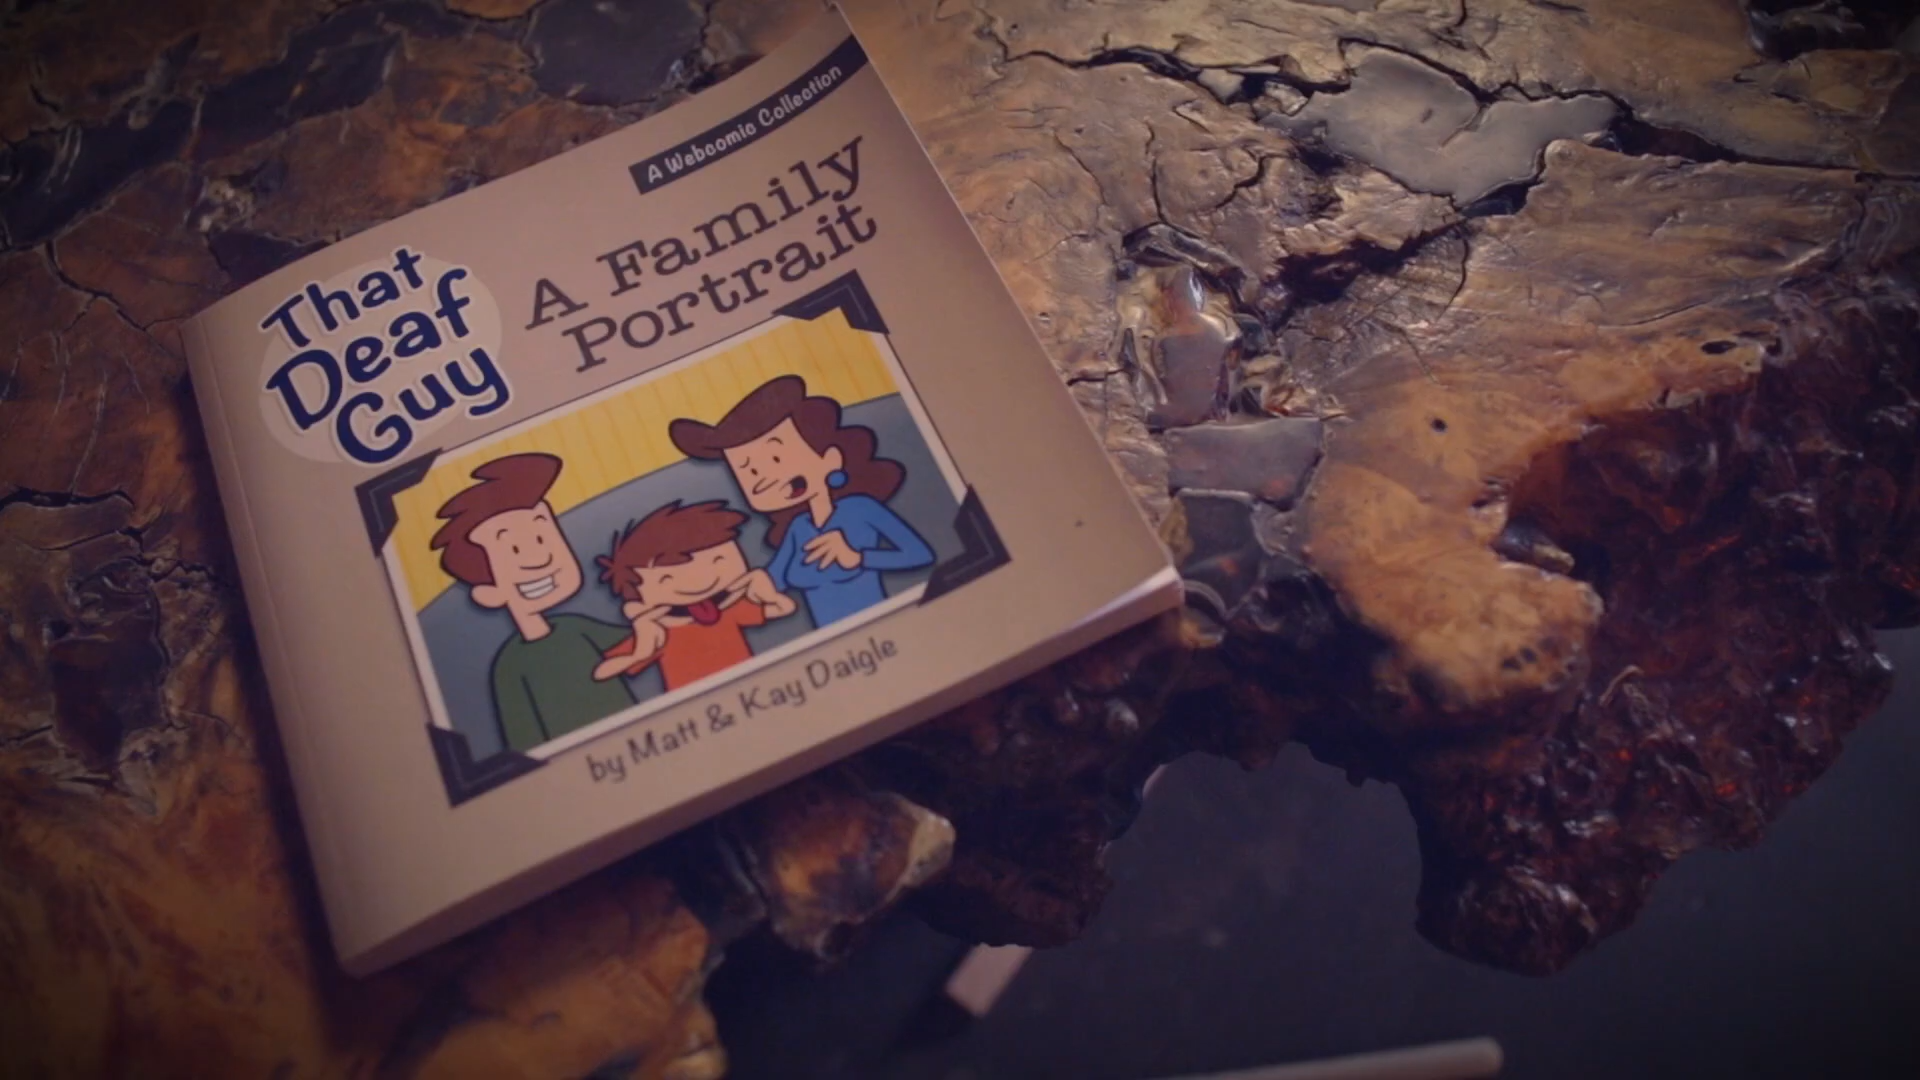 A Webcomic Collection
That
Deaf
Guy
A Family
Portrait
by Matt & Kay Daigle